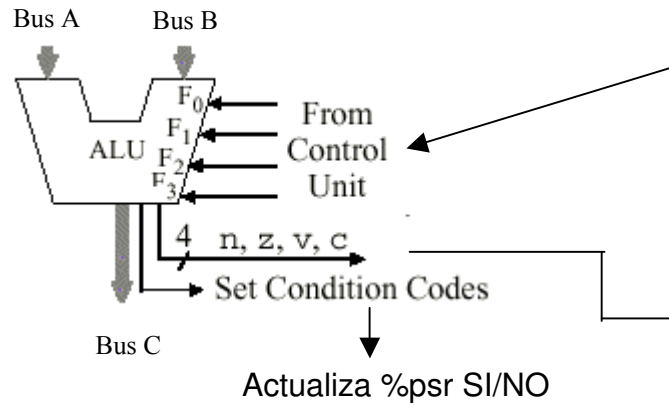 Bus A
Bus B
F0
F1
F2
F3
ALU
From
Control
Unit
4
n, z, v, c
Set Condition Codes
Bus C
Actualiza %psr SI/NO